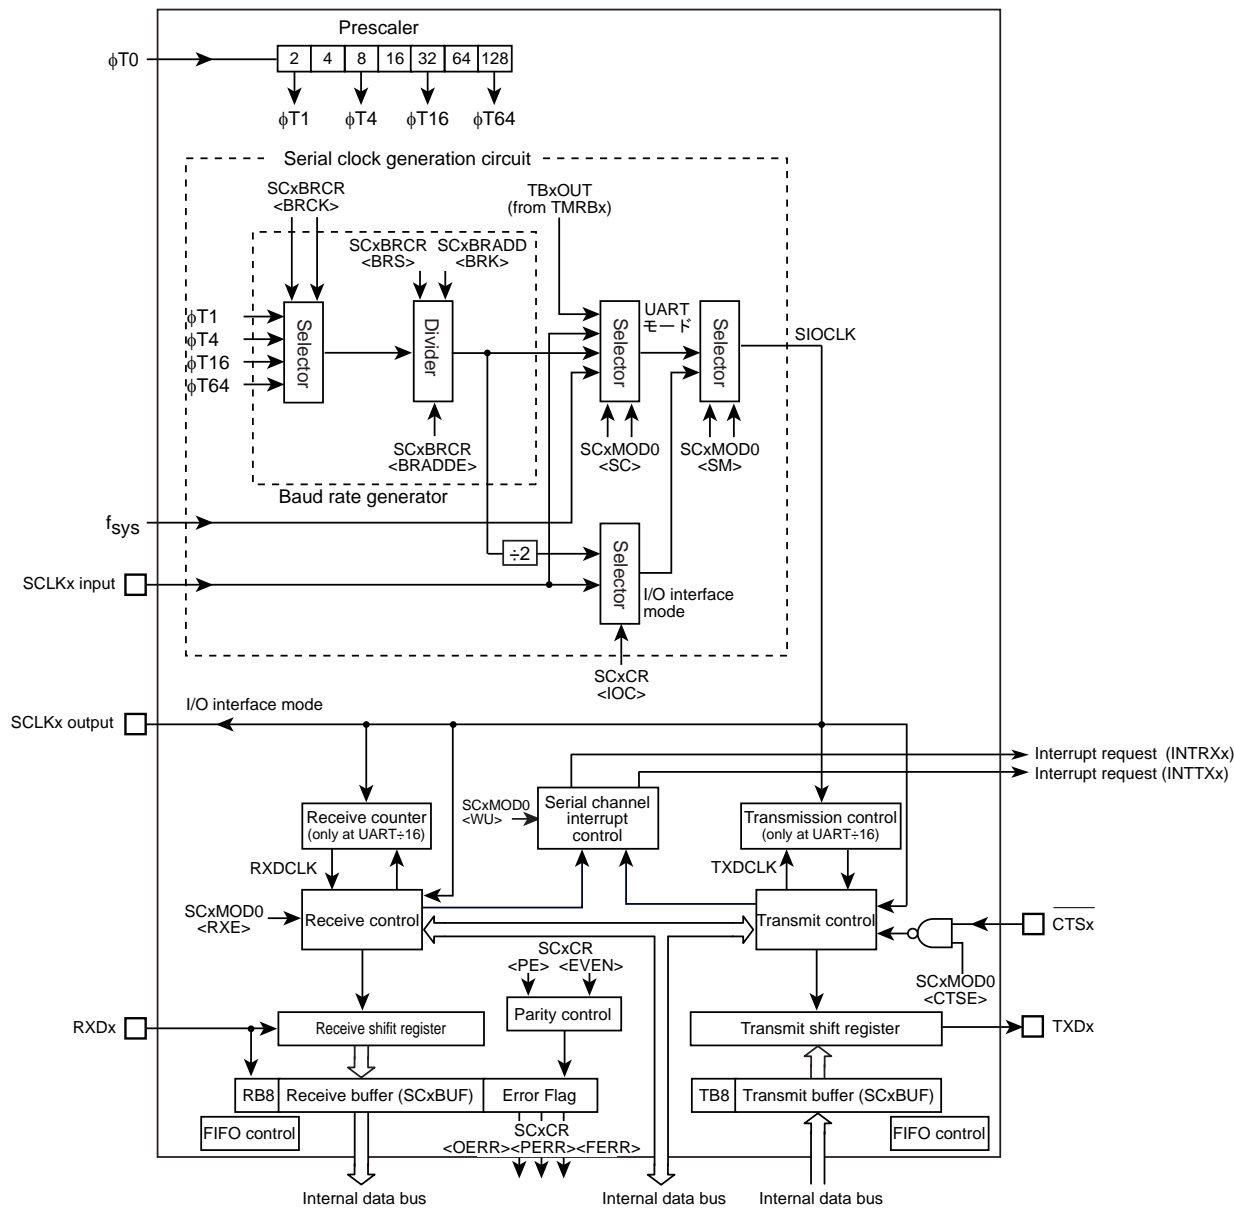 Prescaler
ϕT0
2 4 8 16 32 64 128
ϕT1 ϕT4 ϕT16 ϕT64
Serial clock generation circuit
SCxBRCR
<BRCK>
TBxOUT
(from TMRBx)
SCxBRCR
<BRS>
SCxBRADD
<BRK>
ϕT1
ϕT4
ϕT16
ϕT64
Selector
Divider
Selector
UART
モード
Selector
SIOCLK
SCxBRCR
<BRADDE>
SCxMOD0
<SC>
SCxMOD0
<SM>
Baud rate generator
fsys
÷2
Selector
SCLKx input
I/O interface
mode
SCxCR
<IOC>
SCLKx output
I/O interface mode
Interrupt request (INTRXx)
Interrupt request (INTTXx)
Receive counter
(only at UART÷16)
SCxMOD0
<WU>
Serial channel
interrupt
control
Transmission control
(only at UART÷16)
RXDCLK
TXDCLK
SCxMOD0
<RXE>
Receive control
Transmit control
CTSx
SCxCR
<PE> <EVEN>
SCxMOD0
<CTSE>
Parity control
RXDx
Receive shifit register
Transmit shift register
TXDx
RB8
Receive buffer (SCxBUF)
Error Flag
TB8
Transmit buffer (SCxBUF)
FIFO control
SCxCR
<OERR><PERR><FERR>
FIFO control
Internal data bus
Internal data bus
Internal data bus